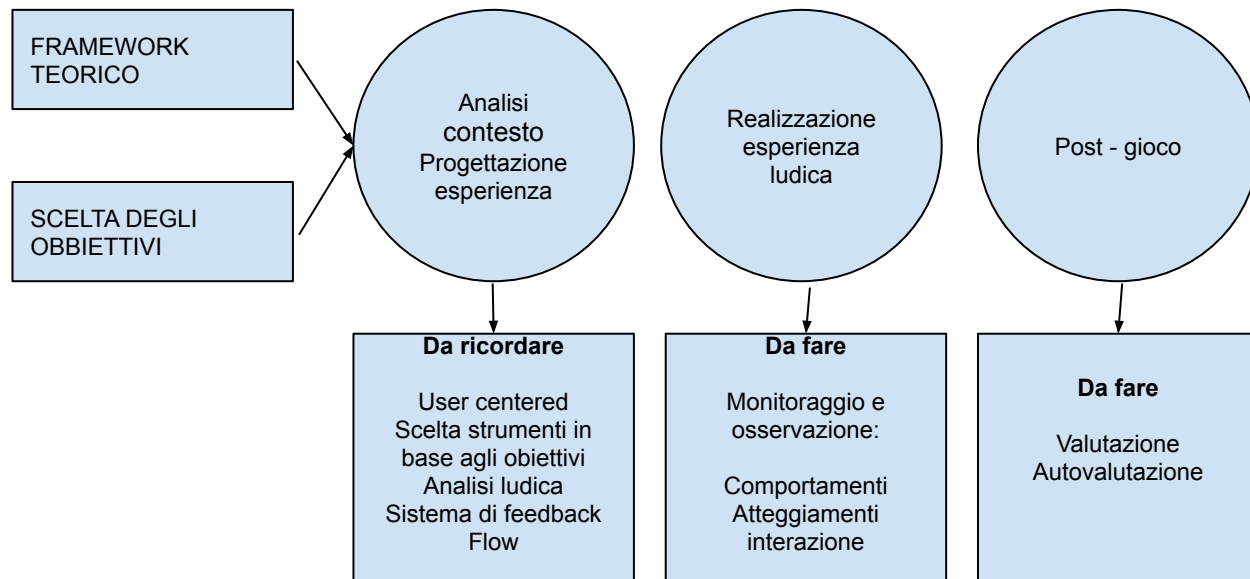 FRAMEWORK
TEORICO
SCELTA DEGLI
OBBIETTIVI
Analisi
contesto
Progettazione
esperienza
Realizzazione
esperienza
ludica
Post - gioco
Da ricordare
User centered
Scelta strumenti in
base agli obiettivi
Analisi ludica
Sistema di feedback
Flow
Da fare
Monitoraggio e
osservazione:
Comportamenti
Atteggiamenti
interazione
Da fare
Valutazione
Autovalutazione